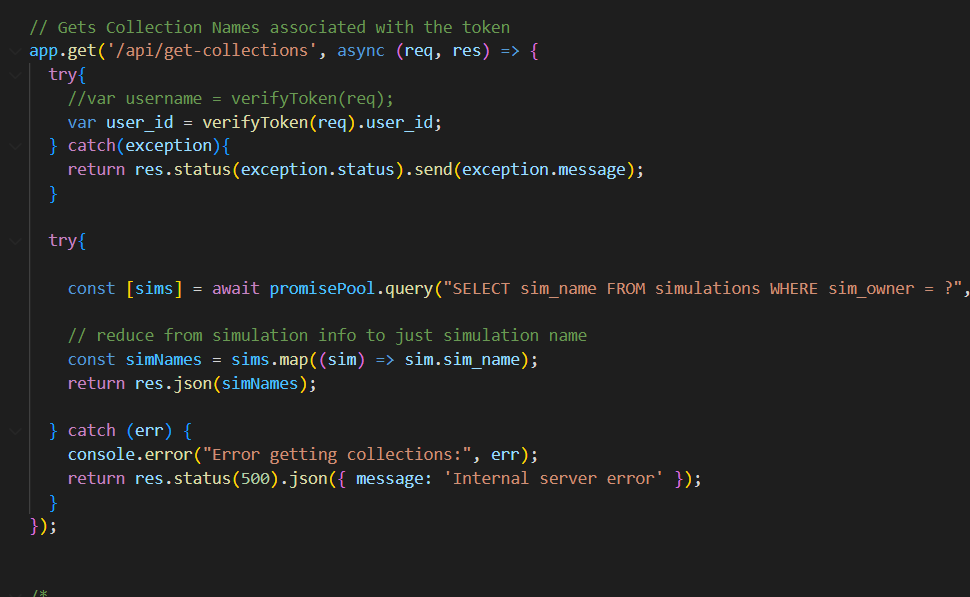 // Gets Collection Names associated with the token
app.get('/api/get-collections', async (req, res) => {
  try{
    //var username = verifyToken(req);
    var user_id = verifyToken(req).user_id;
  } catch(exception){
    return res.status(exception.status).send(exception.message);
  }
  try{
    const [sims] = await promisePool.query("SELECT sim_name FROM simulations WHERE sim_owner = ?",
    // reduce from simulation info to just simulation name
    const simNames = sims.map((sim) => sim.sim_name);
    return res.json(simNames);
  } catch (err) {
    console.error("Error getting collections:", err);
    return res.status(500).json({ message: 'Internal server error' });
  }
});
/*